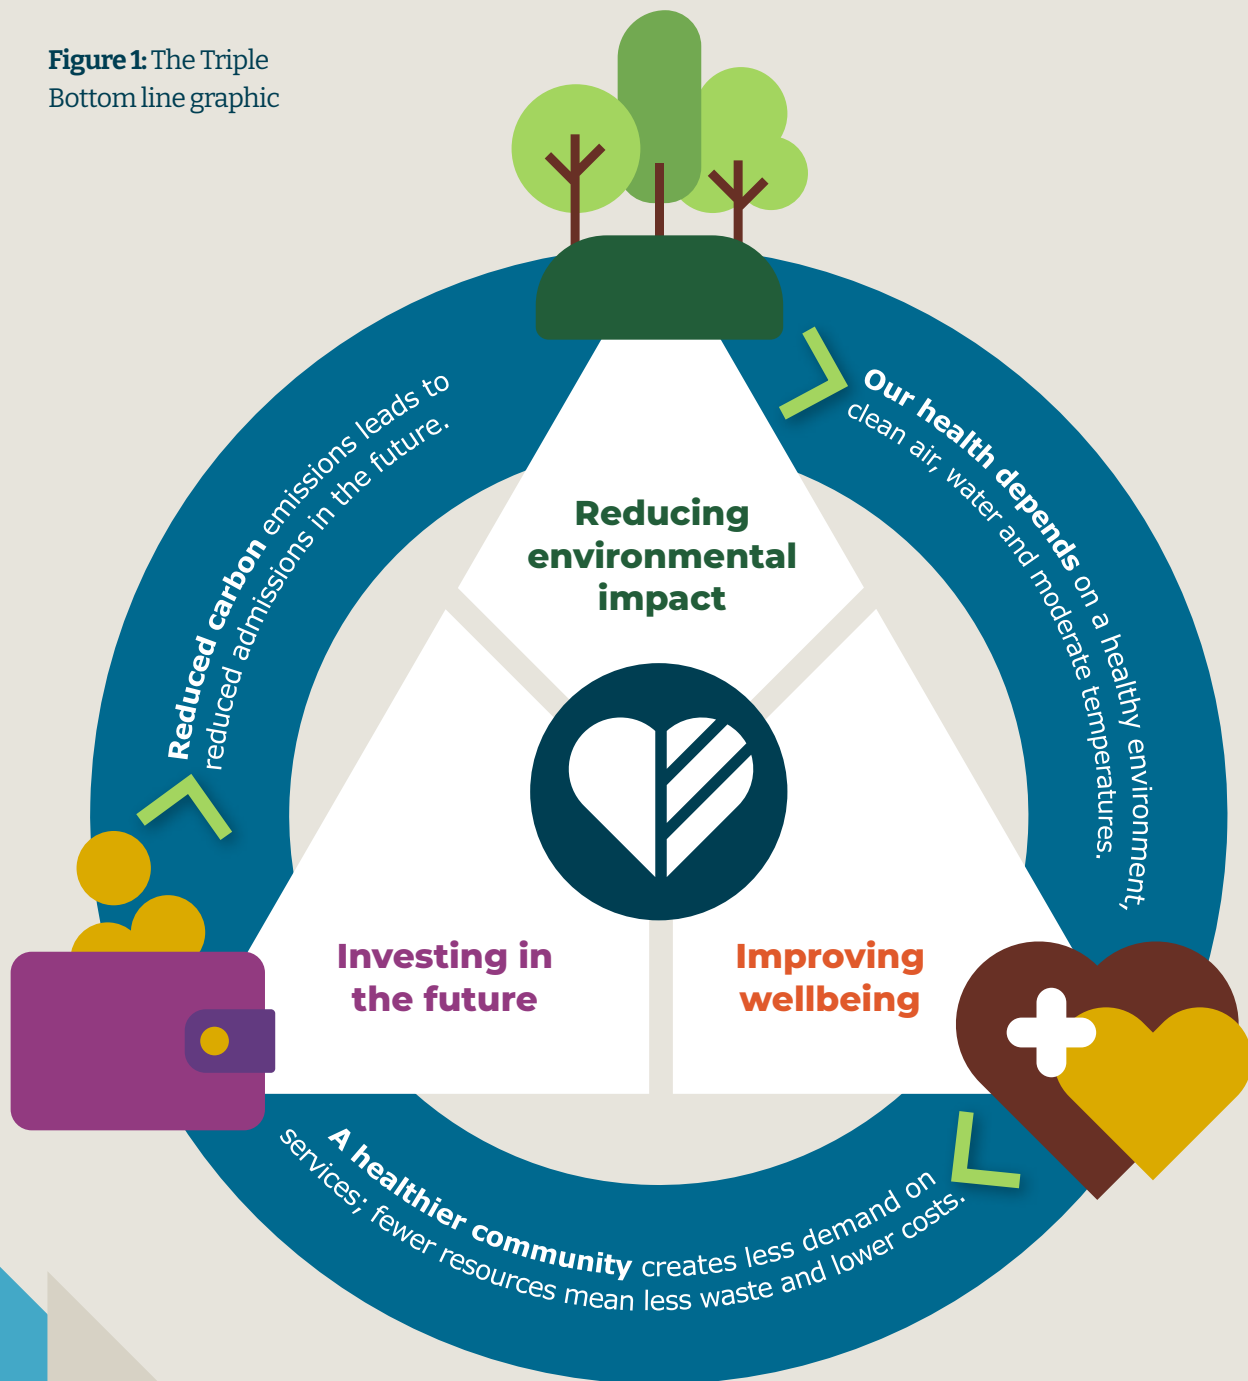 Figure 1: The Triple
Bottom line graphic
Our health depends on a healthy environment,
clean air, water and moderate temperatures.
Reduced carbon emissions leads to
reduced admissions in the future.
Reducing
environmental
impact
Investing in
the future
Improving
wellbeing
A healthier community creates less demand on
services; fewer resources mean less waste and lower costs.